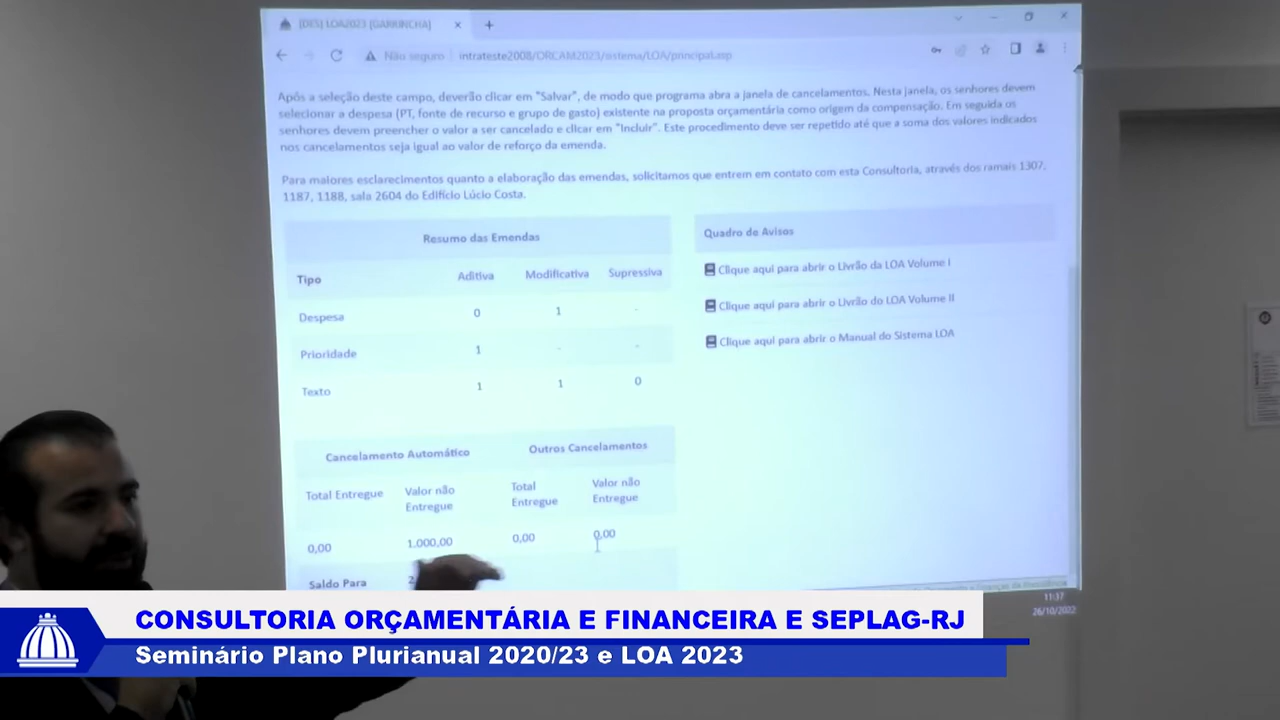 [DES] LOA2023 [GARUNCHA]
Não seguro
intrateste2008/ORCAM2023/sistema/LOA/principal.asp
Após a seleção deste campo, deverão clicar em "Salvar", de modo que programa abra a janela de cancelamentos. Nesta janela, os senhores devem
selecionar a despesa (PT, fonte de recurso e grupo de gasto) existente na proposta orçamentária como origem da compensação. Em seguida os
senhores devem preencher o valor a ser cancelado e clicar em "Incluir". Este procedimento deve ser repetido até que a soma dos valores indicados
nos cancelamentos seja igual ao valor de reforço da emenda.
Para maiores esclarecimentos quanto a elaboração das emendas, solicitamos que entrem em contato com esta Consultoria, através dos ramais 1307,
1187, 1188, sala 2604 do Edifício Lúcio Costa.
Resumo das Emendas
Tipo Aditiva Modificativa Supressiva
Despesa 0 1 -
Prioridade 1 - -
Texto 1 1 0
Quadro de Avisos
Clique aqui para abrir o Livrão da LOA Volume I
Clique aqui para abrir o Livrão do LOA Volume II
Clique aqui para abrir o Manual do Sistema LOA
Cancelamento Automático Outros Cancelamentos
Total Entregue Valor não Entregue Total Entregue Valor não Entregue
0,00 1.000,00 0,00 0,00
Saldo Para
11:37
26/10/2022
CONSULTORIA ORÇAMENTÁRIA E FINANCEIRA E SEPLAG-RJ
Seminário Plano Plurianual 2020/23 e LOA 2023